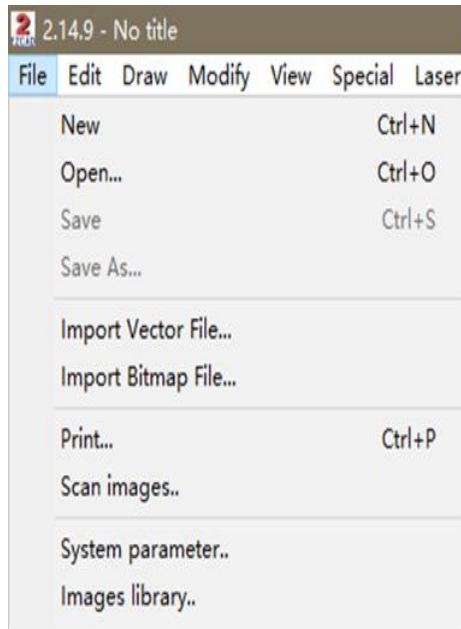 2 2.14.9 - No title
File Edit Draw Modify View Special Laser
New Ctrl+N
Open... Ctrl+O
Save Ctrl+S
Save As...
Import Vector File...
Import Bitmap File...
Print... Ctrl+P
Scan images..
System parameter..
Images library..